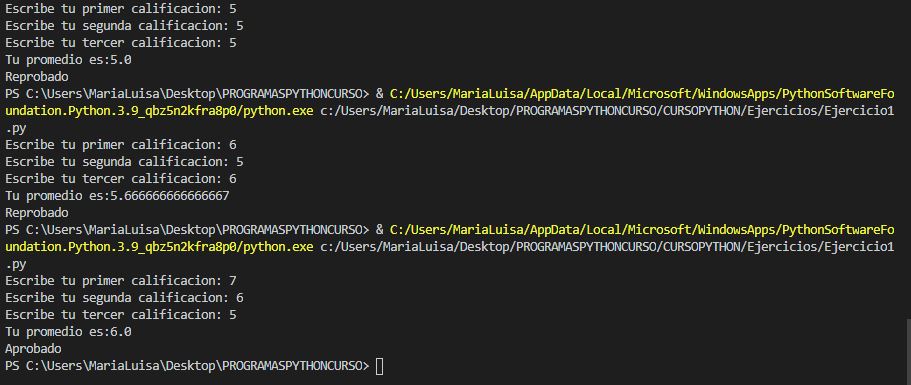 Escribe tu primer calificacion: 5
Escribe tu segunda calificacion: 5
Escribe tu tercer calificacion: 5
Tu promedio es:5.0
Reprobado
PS C:\Users\MariaLuisa\Desktop\PROGRAMASPYTHONCURSO> & C:/Users/MariaLuisa/AppData/Local/Microsoft/WindowsApps/PythonSoftwareFo
undation.Python.3.9_qbz5n2kfra8p0/python.exe c:/Users/MariaLuisa/Desktop/PROGRAMASPYTHONCURSO/CURSOPYTHON/Ejercicios/Ejercicio1
.py
Escribe tu primer calificacion: 6
Escribe tu segunda calificacion: 5
Escribe tu tercer calificacion: 6
Tu promedio es:5.666666666666667
Reprobado
PS C:\Users\MariaLuisa\Desktop\PROGRAMASPYTHONCURSO> & C:/Users/MariaLuisa/AppData/Local/Microsoft/WindowsApps/PythonSoftwareFo
undation.Python.3.9_qbz5n2kfra8p0/python.exe c:/Users/MariaLuisa/Desktop/PROGRAMASPYTHONCURSO/CURSOPYTHON/Ejercicios/Ejercicio1
.py
Escribe tu primer calificacion: 7
Escribe tu segunda calificacion: 6
Escribe tu tercer calificacion: 5
Tu promedio es:6.0
Aprobado
PS C:\Users\MariaLuisa\Desktop\PROGRAMASPYTHONCURSO>